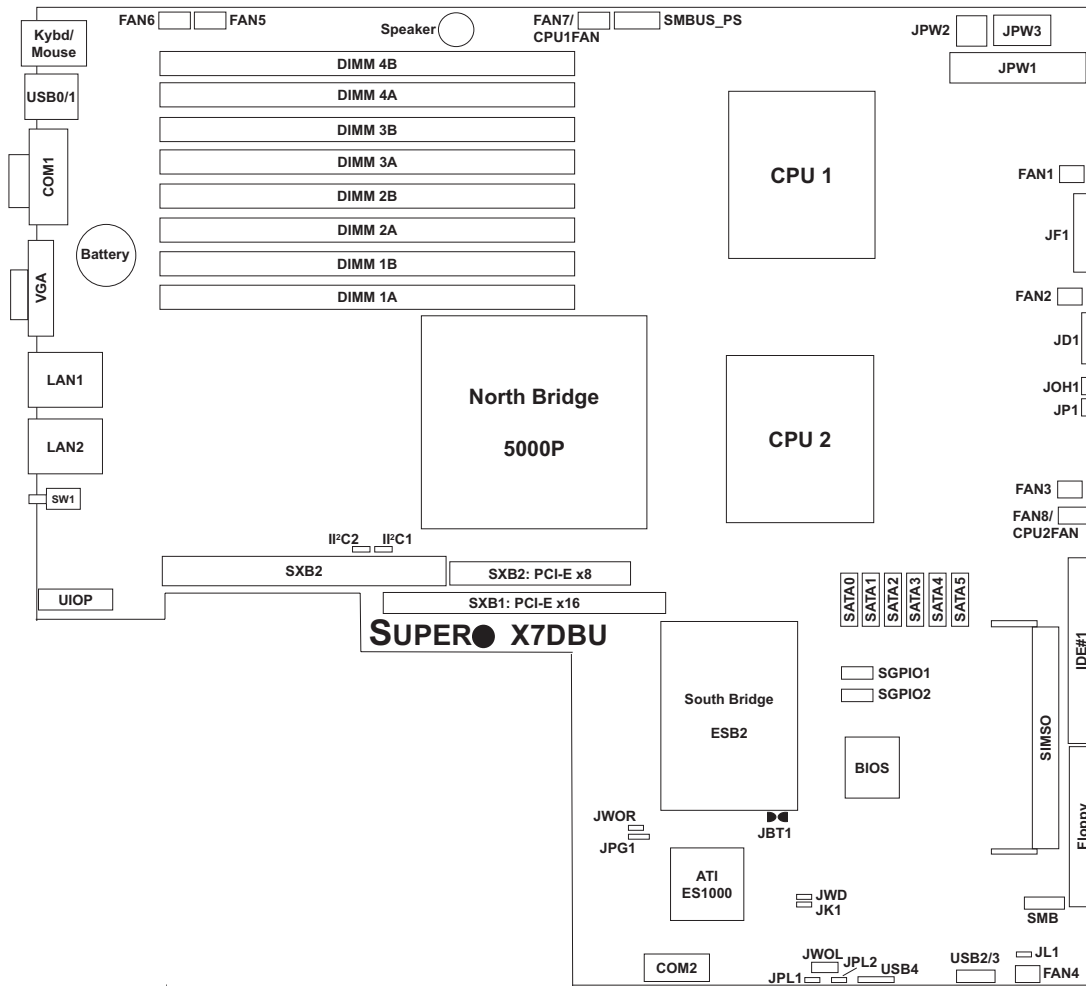 FAN6
FAN5
Speaker
FAN7/
CPU1FAN
SMBUS_PS
JPW2
JPW3
JPW1
Kybd/
Mouse
USB0/1
COM1
Battery
VGA
DIMM 4B
DIMM 4A
DIMM 3B
DIMM 3A
DIMM 2B
DIMM 2A
DIMM 1B
DIMM 1A
CPU 1
FAN1
JF1
FAN2
JD1
JOH1
JP1
LAN1
LAN2
SW1
North Bridge
5000P
CPU 2
FAN3
FAN8/
CPU2FAN
II²C2
II²C1
SXB2
SXB2: PCI-E x8
SXB1: PCI-E x16
UIOP
SUPER● X7DBU
SATA0
SATA1
SATA2
SATA3
SATA4
SATA5
IDE#1
SGPIO1
SGPIO2
South Bridge
ESB2
BIOS
SIMSO
Floppy
JWOR
JPG1
JBT1
ATI
ES1000
JWD
JK1
SMB
COM2
JWOL
JPL2
JPL1
USB4
USB2/3
JL1
FAN4